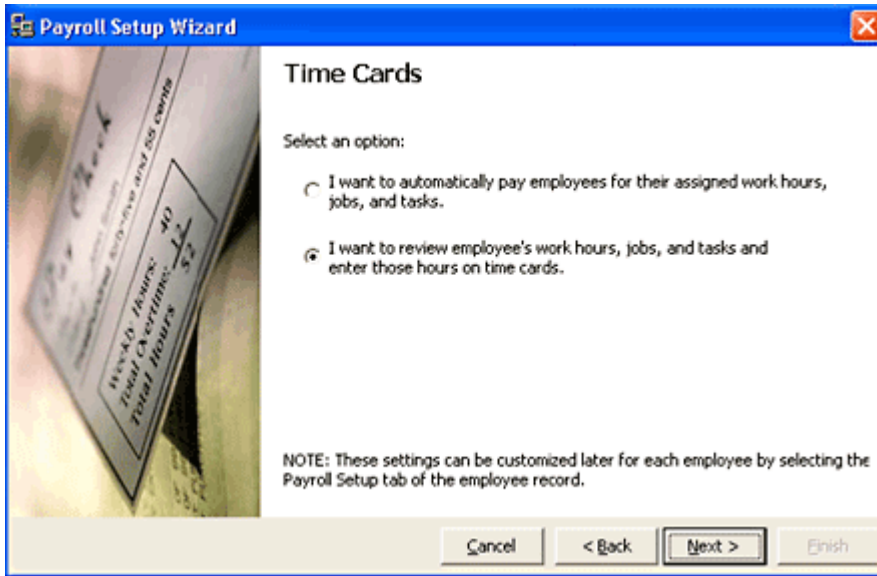 Payroll Setup Wizard
Time Cards
Select an option:
I want to automatically pay employees for their assigned work hours,
jobs, and tasks.
I want to review employee's work hours, jobs, and tasks and
enter those hours on time cards.
NOTE: These settings can be customized later for each employee by selecting the
Payroll Setup tab of the employee record.
Cancel
< Back
Next >
Finish
Pay Check
and 55 cents
Weekly Hours: 40
Total Overtime: 12
Total Hours 52